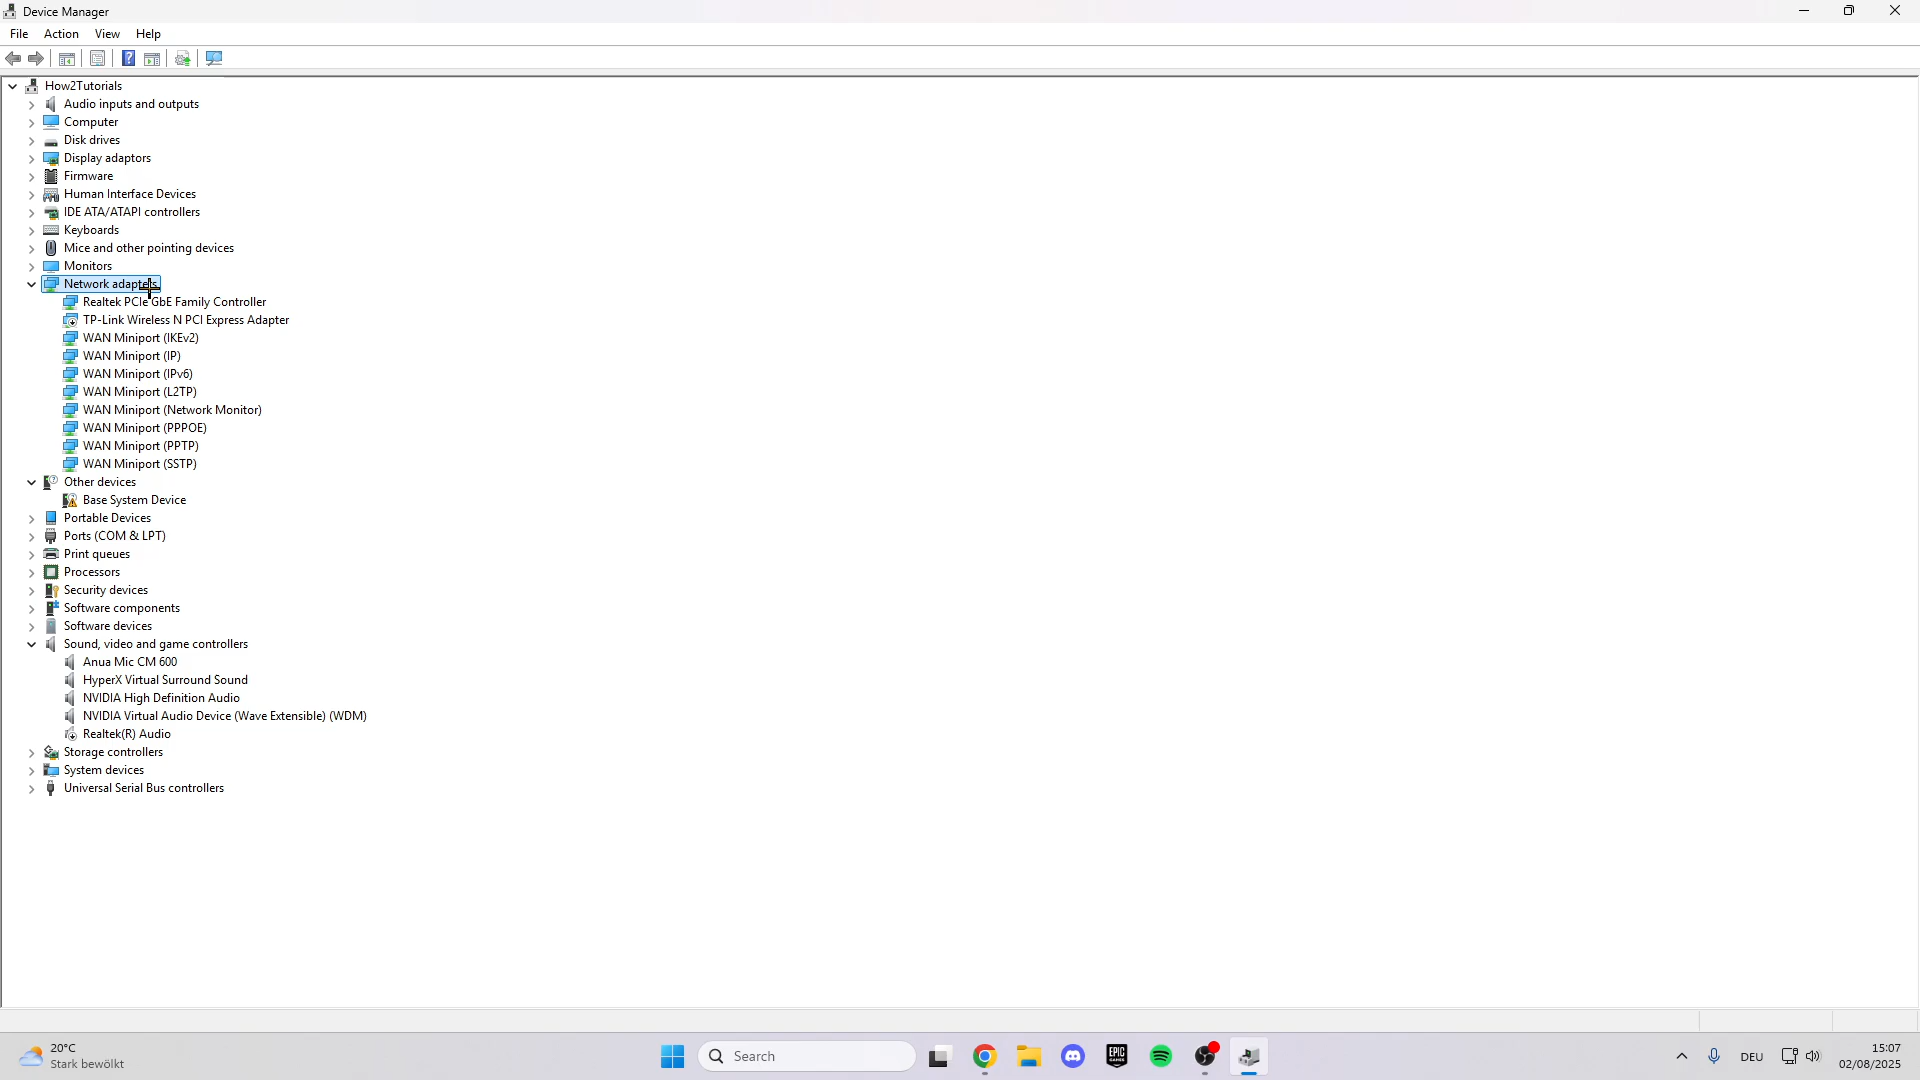 Device Manager
File Action View Help
How2Tutorials
Audio inputs and outputs
Computer
Disk drives
Display adaptors
Firmware
Human Interface Devices
IDE ATA/ATAPI controllers
Keyboards
Mice and other pointing devices
Monitors
Network adapters
Realtek PCIe GbE Family Controller
TP-Link Wireless N PCI Express Adapter
WAN Miniport (IKEv2)
WAN Miniport (IP)
WAN Miniport (IPv6)
WAN Miniport (L2TP)
WAN Miniport (Network Monitor)
WAN Miniport (PPPOE)
WAN Miniport (PPTP)
WAN Miniport (SSTP)
Other devices
Base System Device
Portable Devices
Ports (COM & LPT)
Print queues
Processors
Security devices
Software components
Software devices
Sound, video and game controllers
Anua Mic CM 600
HyperX Virtual Surround Sound
NVIDIA High Definition Audio
NVIDIA Virtual Audio Device (Wave Extensible) (WDM)
Realtek(R) Audio
Storage controllers
System devices
Universal Serial Bus controllers
20°C
Stark bewölkt
Search
EPIC GAMES
DEU
15:07
02/08/2025